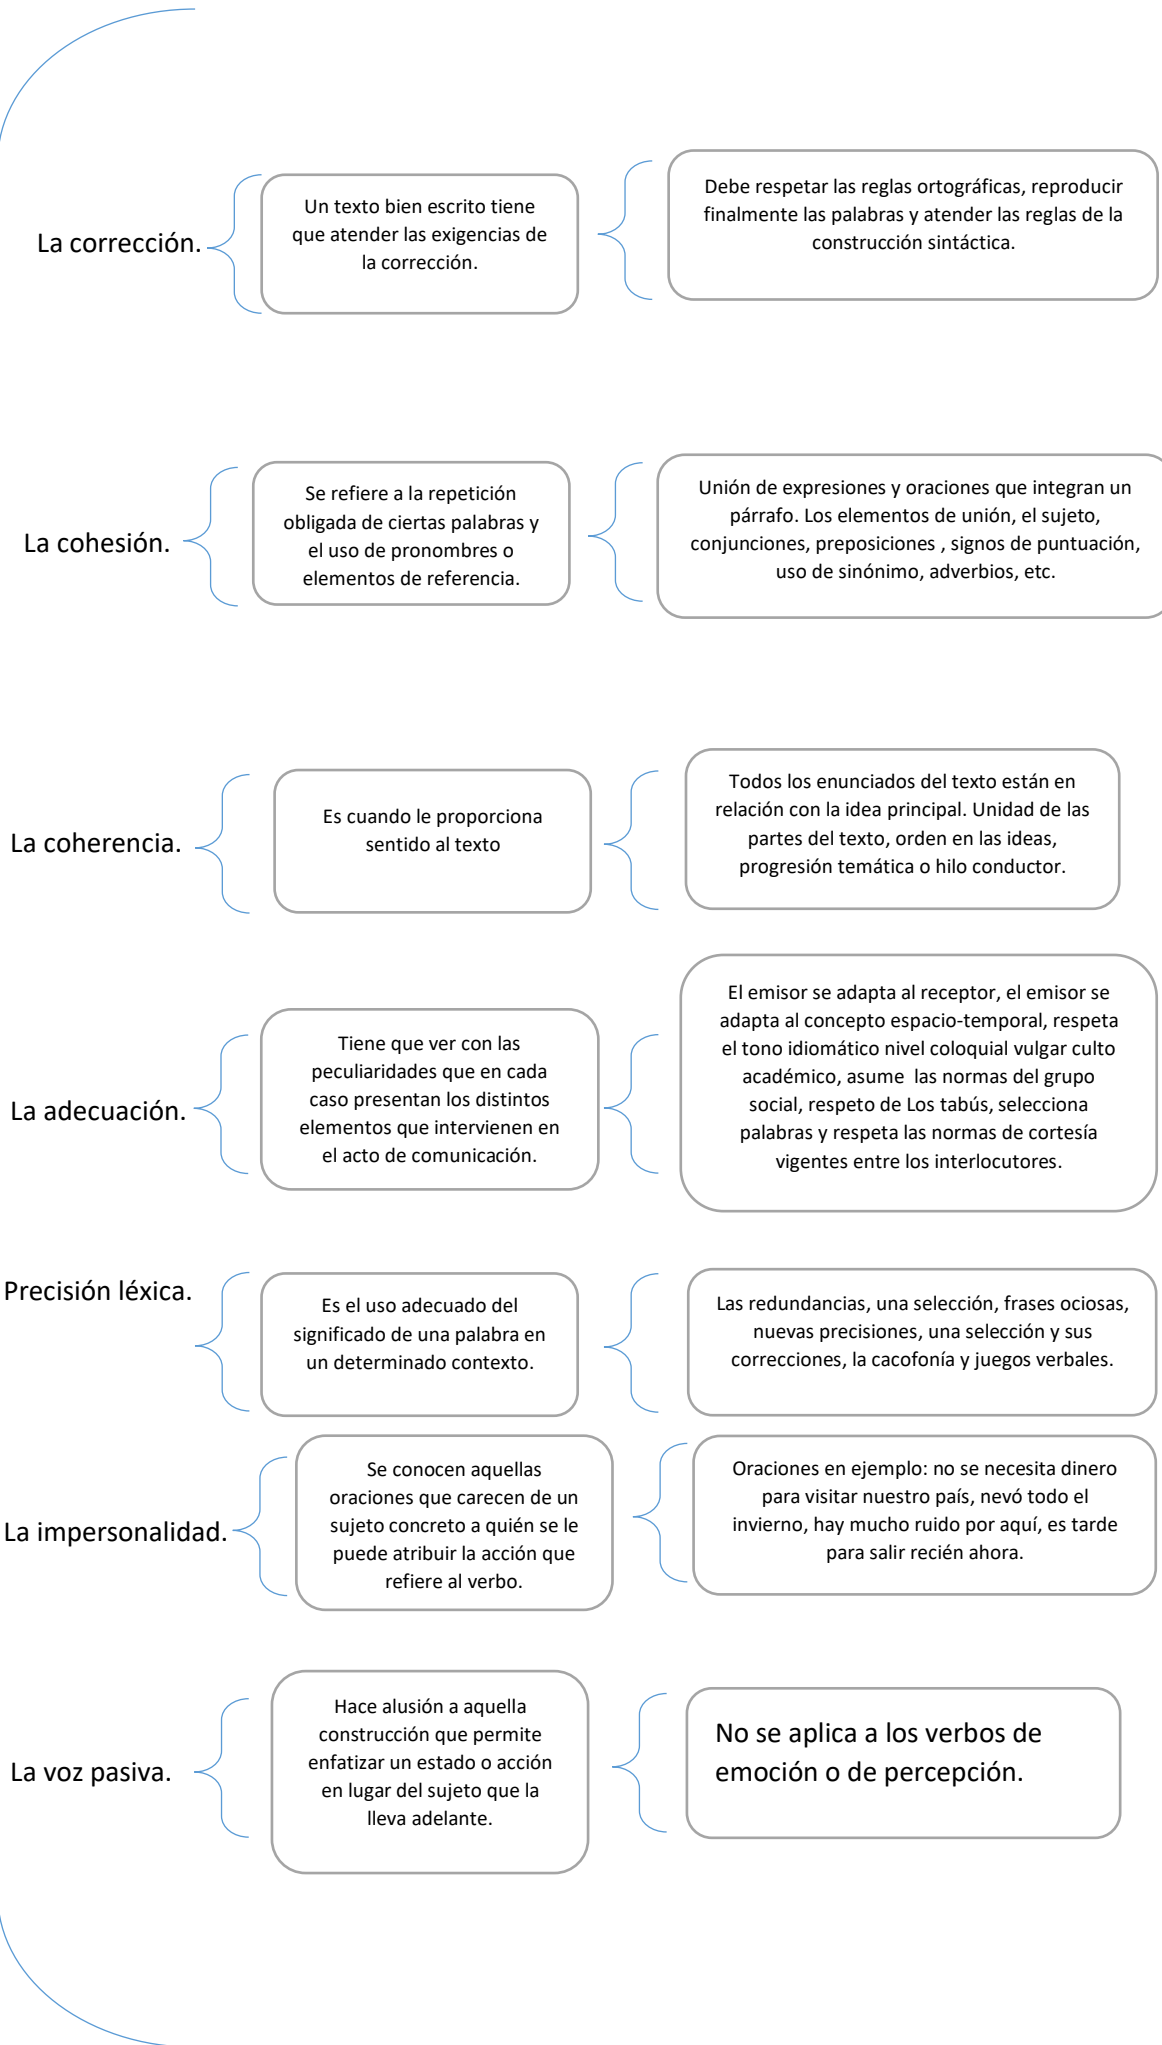 La corrección.
Un texto bien escrito tiene
que atender las exigencias de
la corrección.
Debe respetar las reglas ortográficas, reproducir
finalmente las palabras y atender las reglas de la
construcción sintáctica.
La cohesión.
Se refiere a la repetición
obligada de ciertas palabras y
el uso de pronombres o
elementos de referencia.
Unión de expresiones y oraciones que integran un
párrafo. Los elementos de unión, el sujeto,
conjunciones, preposiciones , signos de puntuación,
uso de sinónimo, adverbios, etc.
La coherencia.
Es cuando le proporciona
sentido al texto
Todos los enunciados del texto están en
relación con la idea principal. Unidad de las
partes del texto, orden en las ideas,
progresión temática o hilo conductor.
La adecuación.
Tiene que ver con las
peculiaridades que en cada
caso presentan los distintos
elementos que intervienen en
el acto de comunicación.
El emisor se adapta al receptor, el emisor se
adapta al concepto espacio-temporal, respeta
el tono idiomático nivel coloquial vulgar culto
académico, asume  las normas del grupo
social, respeto de Los tabús, selecciona
palabras y respeta las normas de cortesía
vigentes entre los interlocutores.
Precisión léxica.
Es el uso adecuado del
significado de una palabra en
un determinado contexto.
Las redundancias, una selección, frases ociosas,
nuevas precisiones, una selección y sus
correcciones, la cacofonía y juegos verbales.
La impersonalidad.
Se conocen aquellas
oraciones que carecen de un
sujeto concreto a quién se le
puede atribuir la acción que
refiere al verbo.
Oraciones en ejemplo: no se necesita dinero
para visitar nuestro país, nevó todo el
invierno, hay mucho ruido por aquí, es tarde
para salir recién ahora.
La voz pasiva.
Hace alusión a aquella
construcción que permite
enfatizar un estado o acción
en lugar del sujeto que la
lleva adelante.
No se aplica a los verbos de
emoción o de percepción.